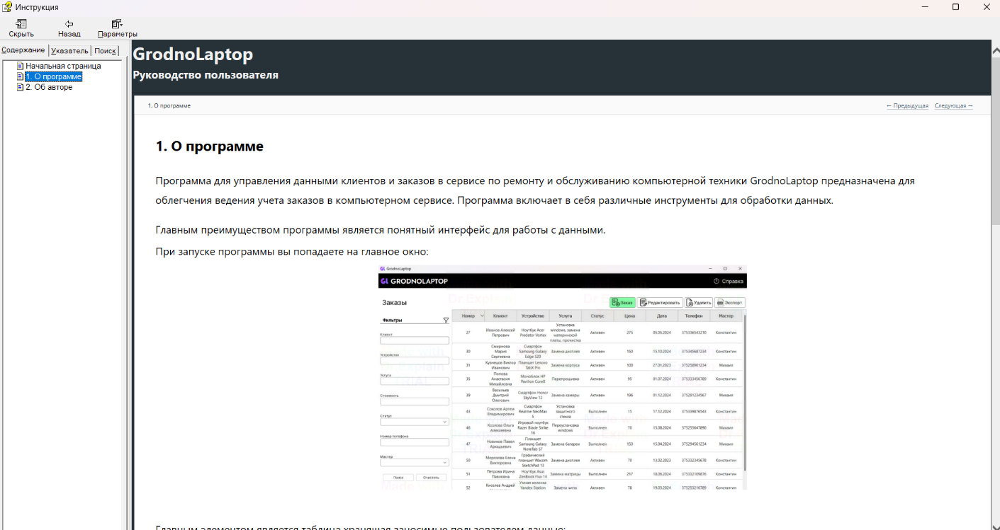 Инструкция
Скрыть Назад Параметры
Содержание Указатель Поиск
Начальная страница
1. О программе
2. Об авторе
GrodnoLaptop
Руководство пользователя
1. О программе
← Предыдущая Следующая →
1. О программе
Программа для управления данными клиентов и заказов в сервисе по ремонту и обслуживанию компьютерной техники GrodnoLaptop предназначена для
облегчения ведения учета заказов в компьютерном сервисе. Программа включает в себя различные инструменты для обработки данных.
Главным преимуществом программы является понятный интерфейс для работы с данными.
При запуске программы вы попадаете на главное окно:
GrodnoLaptop
GRODNOLAPTOP
Справка
Заказы
Заказ Редактировать Удалить Экспорт
Фильтры
Клиент
Устройство
Услуга
Стоимость
Статус
Номер телефона
Мастер
Поиск Очистить
Номер Клиент Устройство Услуга Статус Цена Дата Телефон Мастер
27 Иванов Алексей Петрович Ноутбук Acer Predator Vortex Установка windows, замена материнской платы, прочистка Активен 275 05.05.2024 375336543210 Константин
30 Смирнова Мария Сергеевна Смартфон Samsung Galaxy Edge S20 Замена дисплея Активен 150 15.10.2024 375345687234 Константин
31 Кузнецов Виктор Иванович Планшет Lenovo TabX Pro Замена корпуса Активен 100 27.01.2023 375258901234 Михаил
35 Попова Анастасия Михайловна Моноблок HP Pavilion CoreX Перепрошивка Активен 95 01.07.2024 375333456789 Константин
39 Васильев Дмитрий Олегович Смартфон Honor SkyView 12 Замена камеры Активен 196 01.12.2024 375291234567 Михаил
43 Соколов Артем Владимирович Смартфон Realme NeoMax 5 Установка защитного стекла Выполнен 15 17.12.2024 375339876543 Константин
46 Козлова Ольга Алексеевна Игровой ноутбук Razer Blade Strike 16 Переустановка windows Выполнен 70 15.08.2024 375255647890 Михаил
47 Новиков Павел Аркадьевич Планшет Samsung Galaxy NoteTab S7 Замена батареи Выполнен 150 15.04.2024 375294561234 Михаил
50 Морозова Елена Викторовна Графический планшет Wacom SketchPad 13 Замена дисплея Активен 70 13.02.2023 375332345678 Константин
51 Петрова Ирина Павловна Ноутбук Asus ZenBook Flux 14 Замена матрицы Выполнен 217 18.06.2024 375332109876 Константин
52 Киселев Андрей Умная колонка Yandex Station Замена чипа Активен 78 19.03.2024 375253216789 Константин
Главным элементом является таблица хранящая заносимые пользователем данные: